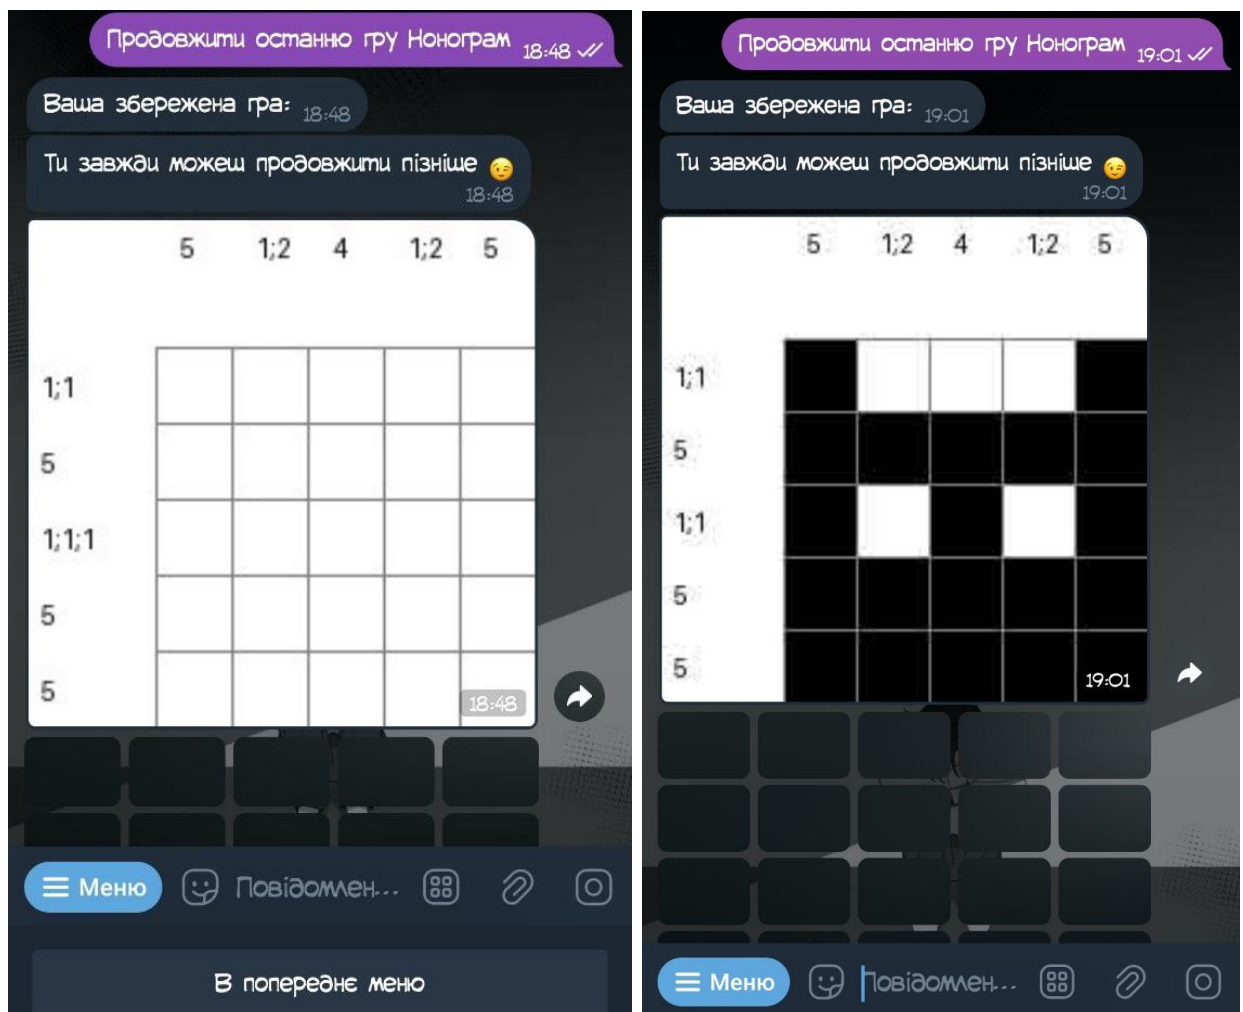 Продовжити останню гру Нонограм 18:48
Ваша збережена гра: 18:48
Ти завжди можеш продовжити пізніше 😉
18:48
5 1;2 4 1;2 5
1;1
5
1;1;1
5
5
18:48
Меню Повідомлен...
В попереднє меню
Продовжити останню гру Нонограм 19:01
Ваша збережена гра: 19:01
Ти завжди можеш продовжити пізніше 😉
19:01
5 1;2 4 1;2 5
1;1
5
1;1
5
5
19:01
Меню Повідомлен...